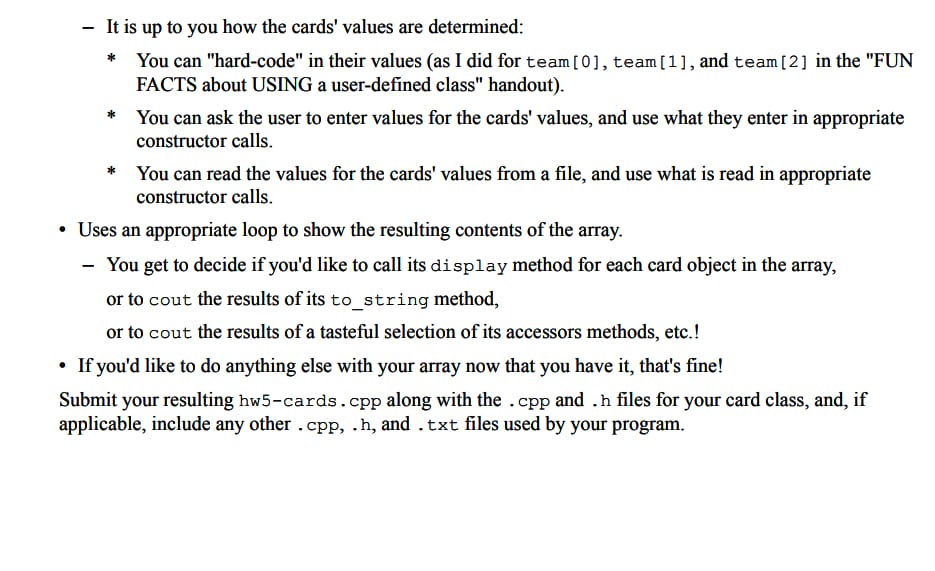 – It is up to you how the cards' values are determined:
* You can "hard-code" in their values (as I did for team[0], team[1], and team[2] in the "FUN
FACTS about USING a user-defined class" handout).
* You can ask the user to enter values for the cards' values, and use what they enter in appropriate
constructor calls.
* You can read the values for the cards' values from a file, and use what is read in appropriate
constructor calls.
• Uses an appropriate loop to show the resulting contents of the array.
– You get to decide if you'd like to call its display method for each card object in the array,
or to cout the results of its to_string method,
or to cout the results of a tasteful selection of its accessors methods, etc.!
• If you'd like to do anything else with your array now that you have it, that's fine!
Submit your resulting hw5-cards.cpp along with the .cpp and .h files for your card class, and, if
applicable, include any other .cpp, .h, and .txt files used by your program.